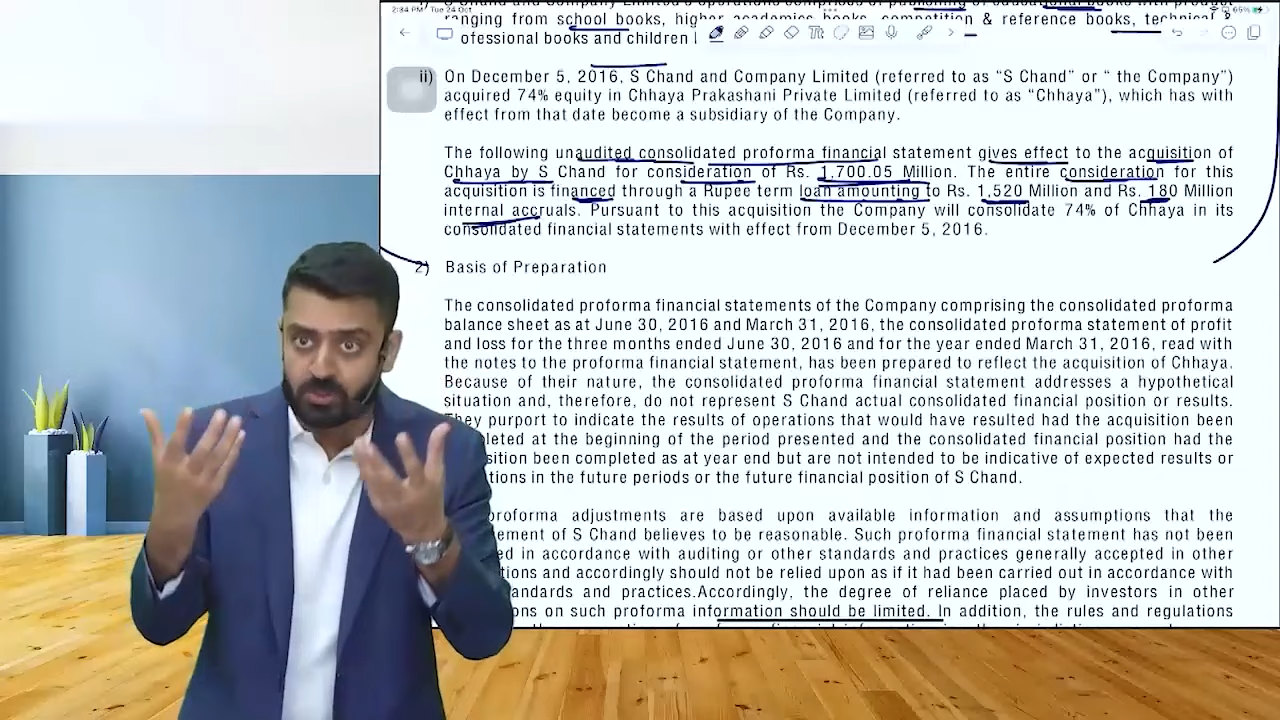 2:34 PM Tue 24 Oct
65%
ranging from school books, higher academics books, competition & reference books, technical &
ofessional books and children
ii) On December 5, 2016, S Chand and Company Limited (referred to as “S Chand” or “ the Company”)
acquired 74% equity in Chhaya Prakashani Private Limited (referred to as “Chhaya”), which has with
effect from that date become a subsidiary of the Company.
The following unaudited consolidated proforma financial statement gives effect to the acquisition of
Chhaya by S Chand for consideration of Rs. 1,700.05 Million. The entire consideration for this
acquisition is financed through a Rupee term loan amounting to Rs. 1,520 Million and Rs. 180 Million
internal accruals. Pursuant to this acquisition the Company will consolidate 74% of Chhaya in its
consolidated financial statements with effect from December 5, 2016.
2) Basis of Preparation
The consolidated proforma financial statements of the Company comprising the consolidated proforma
balance sheet as at June 30, 2016 and March 31, 2016, the consolidated proforma statement of profit
and loss for the three months ended June 30, 2016 and for the year ended March 31, 2016, read with
the notes to the proforma financial statement, has been prepared to reflect the acquisition of Chhaya.
Because of their nature, the consolidated proforma financial statement addresses a hypothetical
situation and, therefore, do not represent S Chand actual consolidated financial position or results.
They purport to indicate the results of operations that would have resulted had the acquisition been
pleted at the beginning of the period presented and the consolidated financial position had the
sition been completed as at year end but are not intended to be indicative of expected results or
tions in the future periods or the future financial position of S Chand.
proforma adjustments are based upon available information and assumptions that the
ement of S Chand believes to be reasonable. Such proforma financial statement has not been
ed in accordance with auditing or other standards and practices generally accepted in other
tions and accordingly should not be relied upon as if it had been carried out in accordance with
andards and practices.Accordingly, the degree of reliance placed by investors in other
ons on such proforma information should be limited. In addition, the rules and regulations